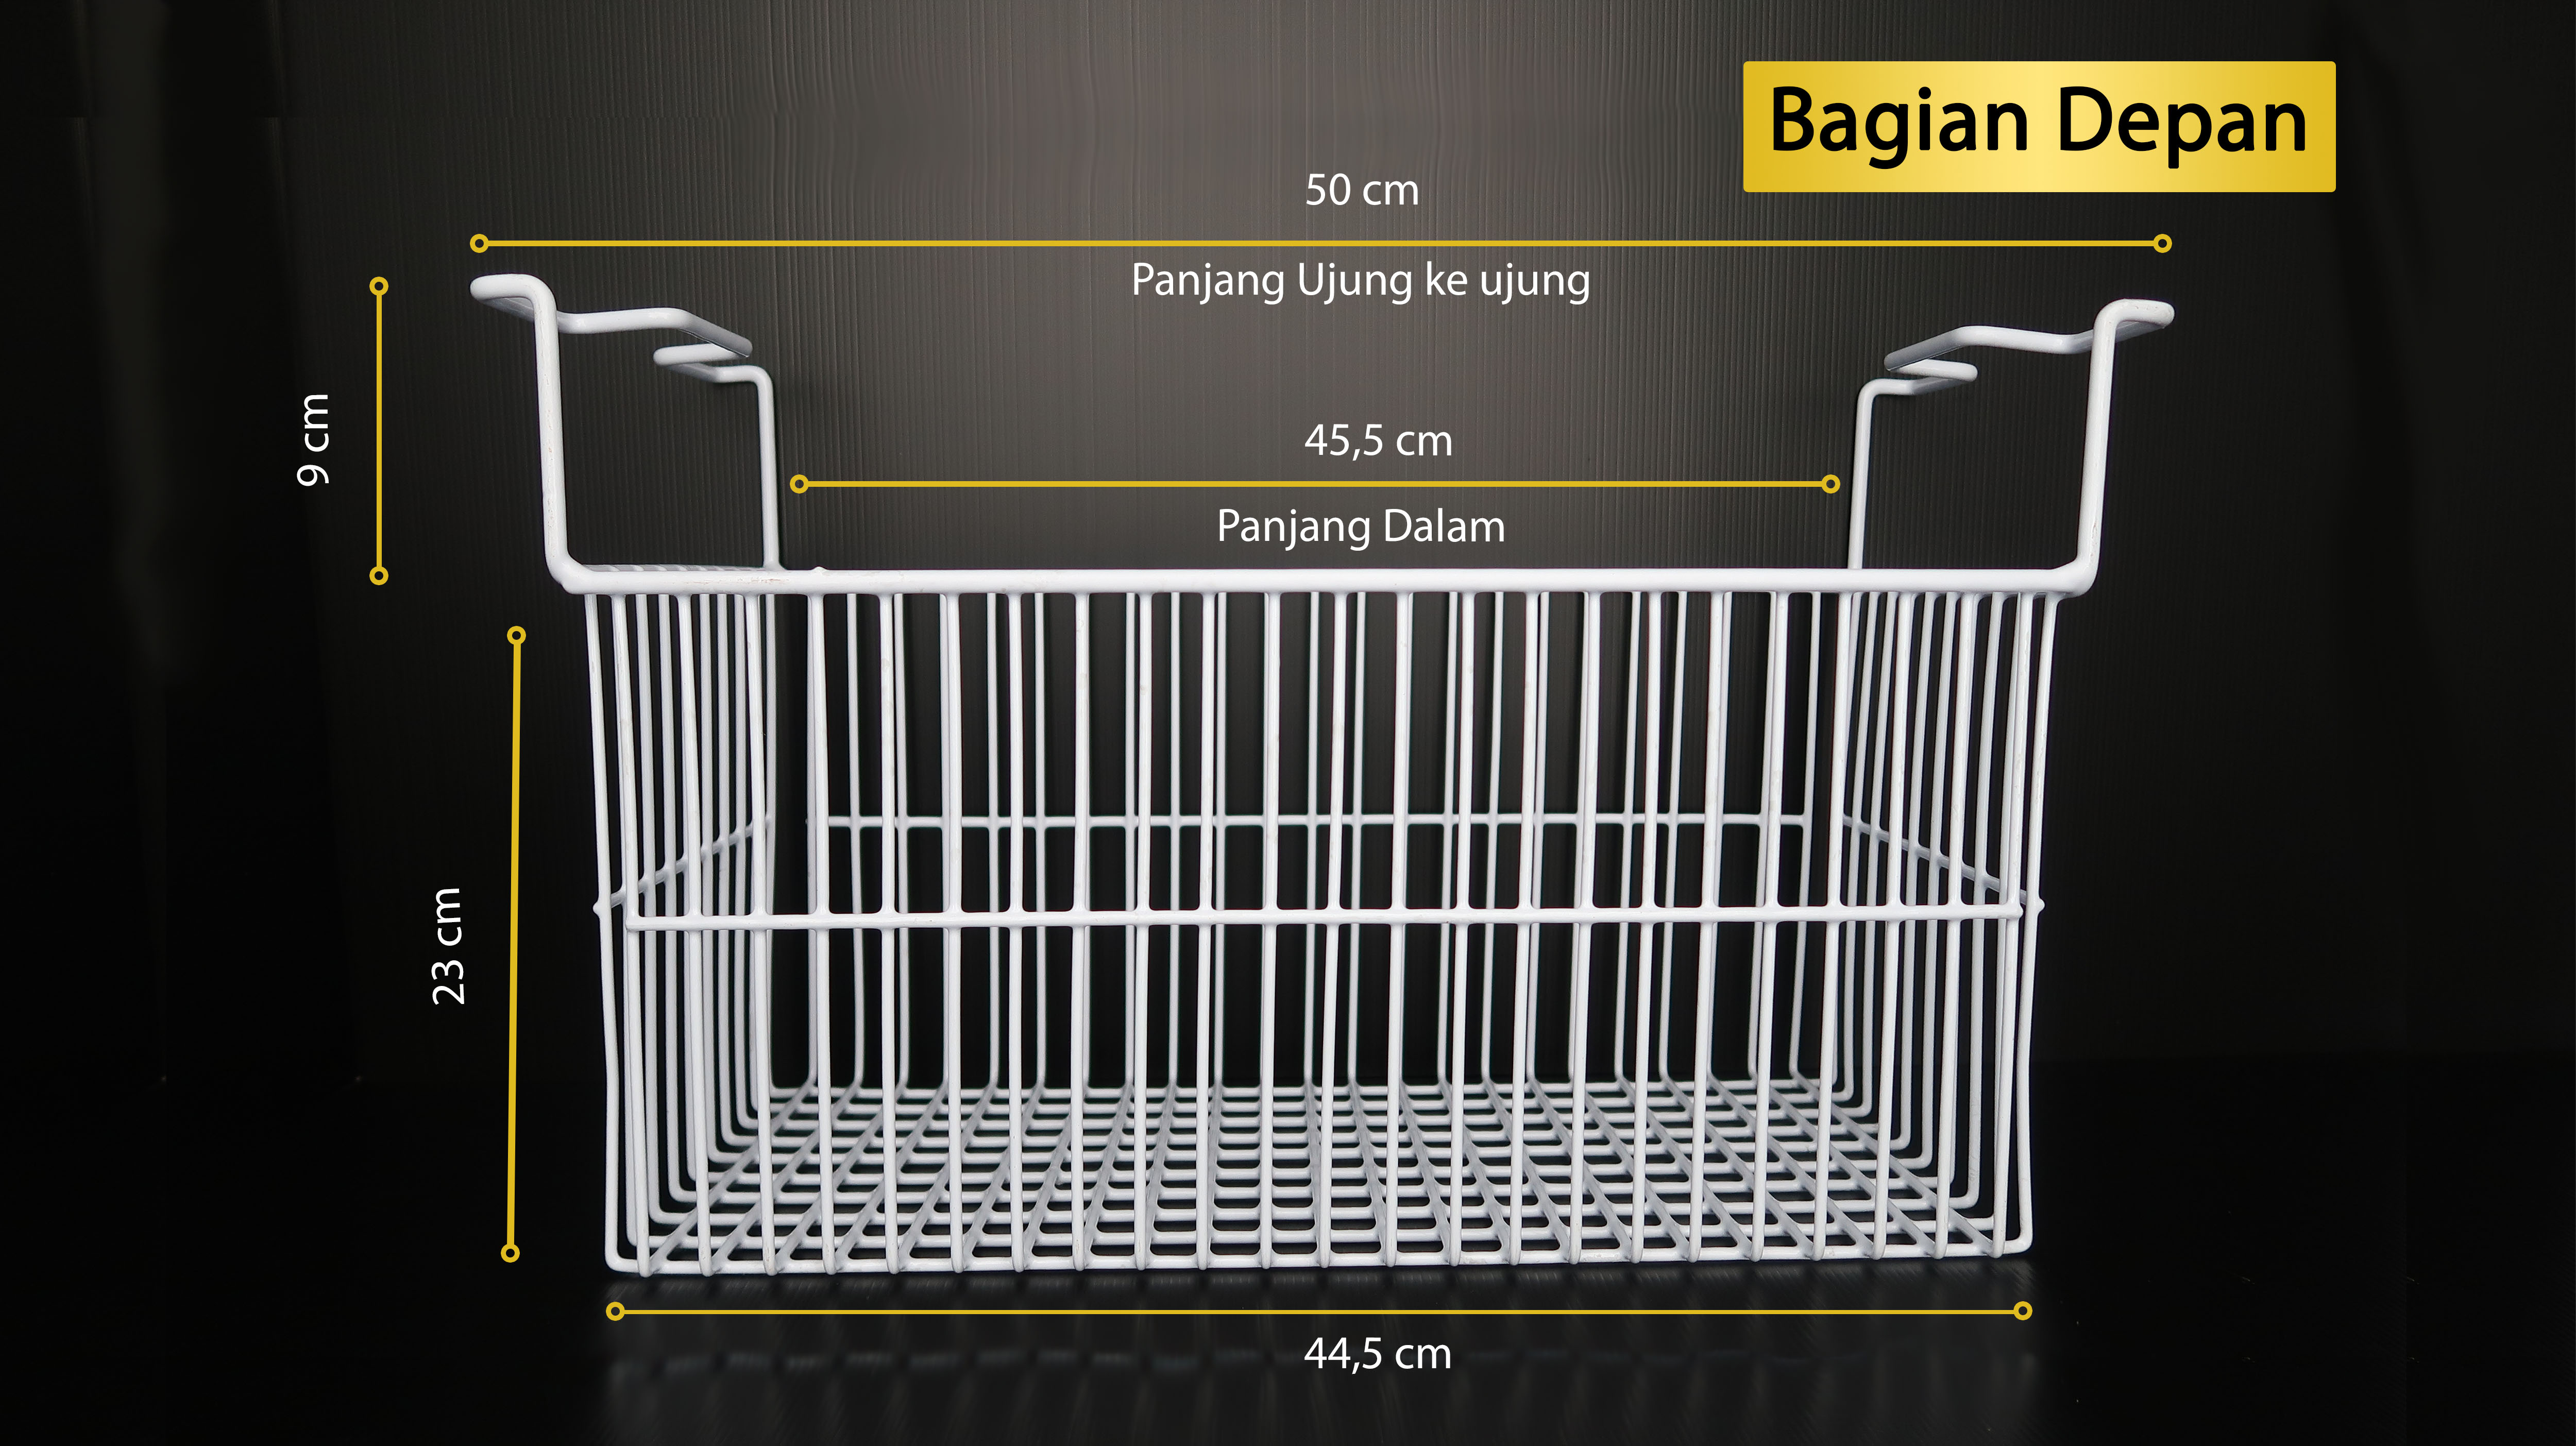 Bagian Depan
50 cm
Panjang Ujung ke ujung
9 cm
45,5 cm
Panjang Dalam
23 cm
44,5 cm